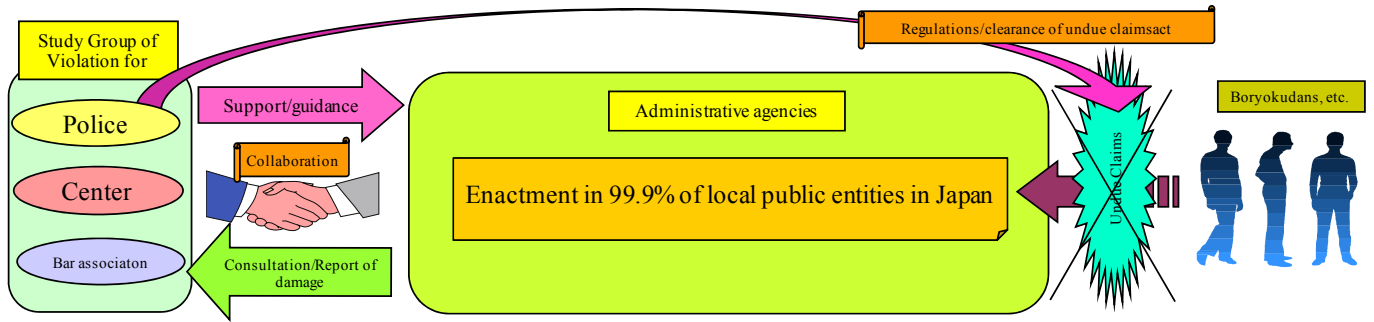 Study Group of
Violation for
Police
Center
Bar associaton
Support/guidance
Collaboration
Consultation/Report of
damage
Administrative agencies
Enactment in 99.9% of local public entities in Japan
Regulations/clearance of undue claimsact
Undue Claims
Boryokudans, etc.